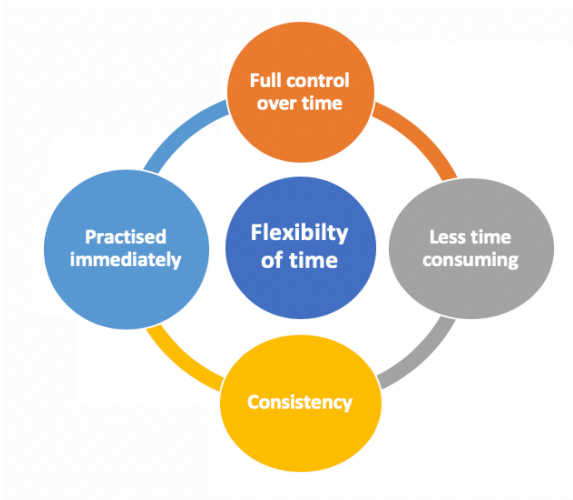 Full control
over time
Practised
immediately
Flexibilty
of time
Less time
consuming
Consistency